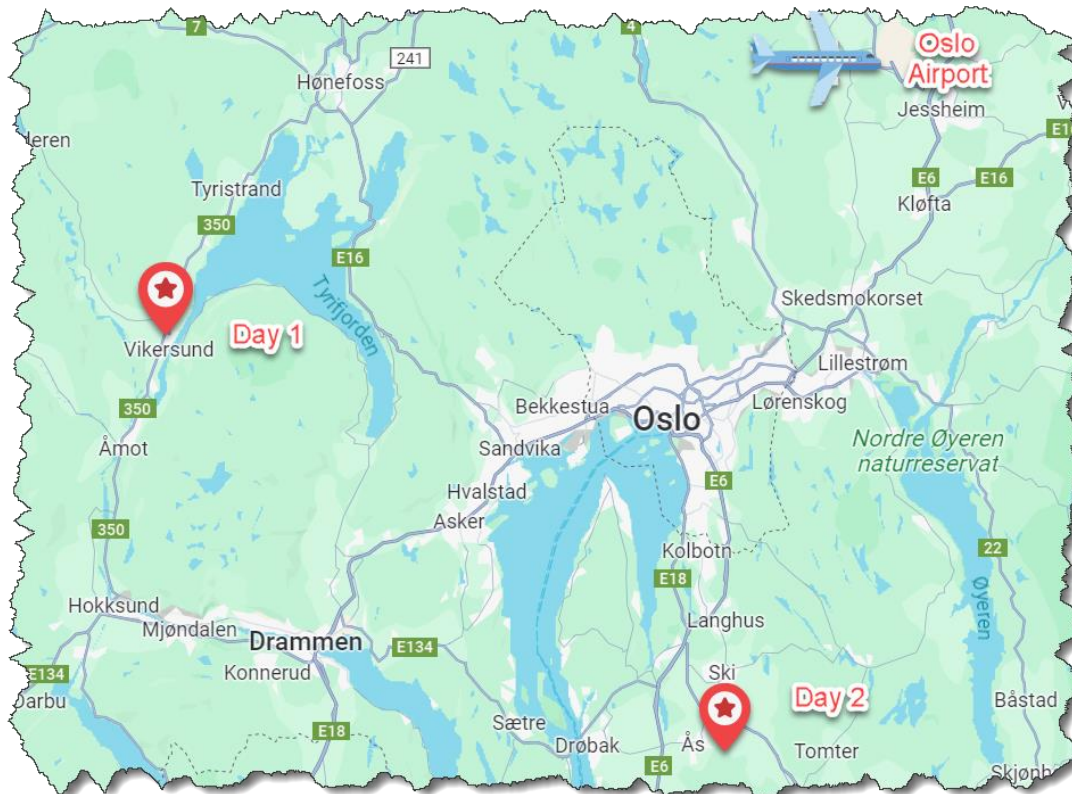 7
4
Oslo
Airport
241
Hønefoss
Jessheim
E16
E6
E16
Tyristrand
Kløfta
350
E16
Skedsmokorset
Tyrifjorden
Day 1
Vikersund
Lillestrøm
350
Bekkestua
Oslo
Lørenskog
Åmot
Sandvika
Nordre Øyeren
naturreservat
E6
Hvalstad
Asker
350
Kolbotn
22
E18
Hokksund
Øyeren
Mjøndalen
Langhus
Drammen
E134
Konnerud
E134
Ski
Day 2
Båstad
Sætre
E18
Drøbak
Ås
Tomter
E6